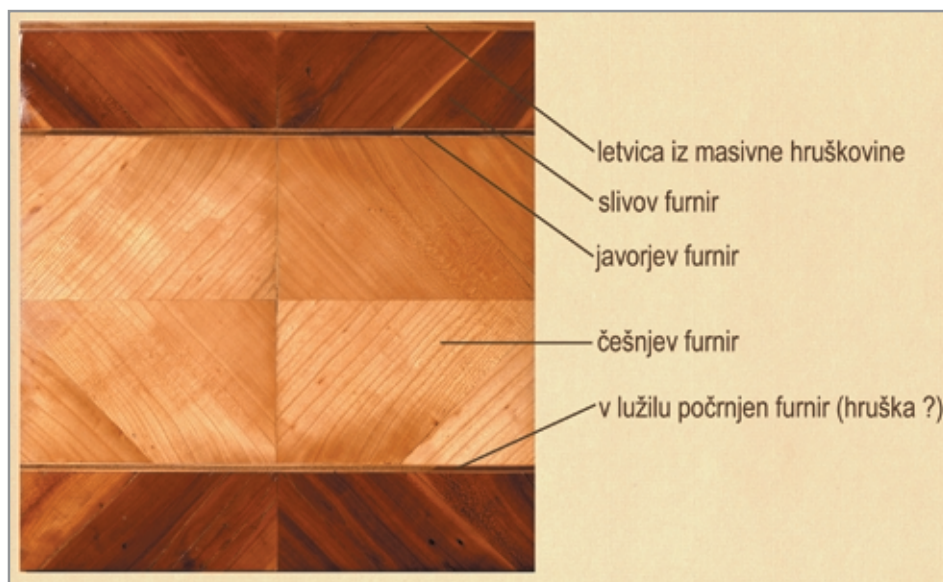 letvica iz masivne hruškovine
slivov furnir
javorjev furnir
češnjev furnir
v lužilu počrnjen furnir (hruška ?)